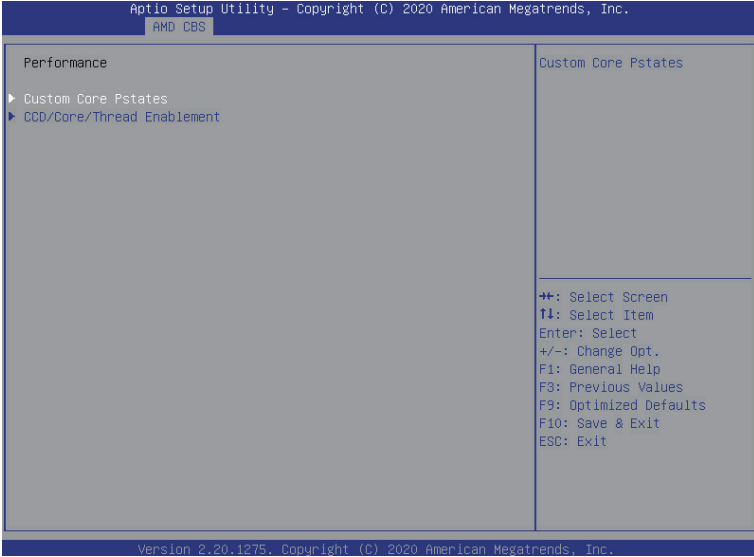 Aptio Setup Utility – Copyright (C) 2020 American Megatrends, Inc.
AMD CBS
Performance
Custom Core Pstates
CCD/Core/Thread Enablement
Custom Core Pstates
→←: Select Screen
↑↓: Select Item
Enter: Select
+/-: Change Opt.
F1: General Help
F3: Previous Values
F9: Optimized Defaults
F10: Save & Exit
ESC: Exit
Version 2.20.1275. Copyright (C) 2020 American Megatrends, Inc.